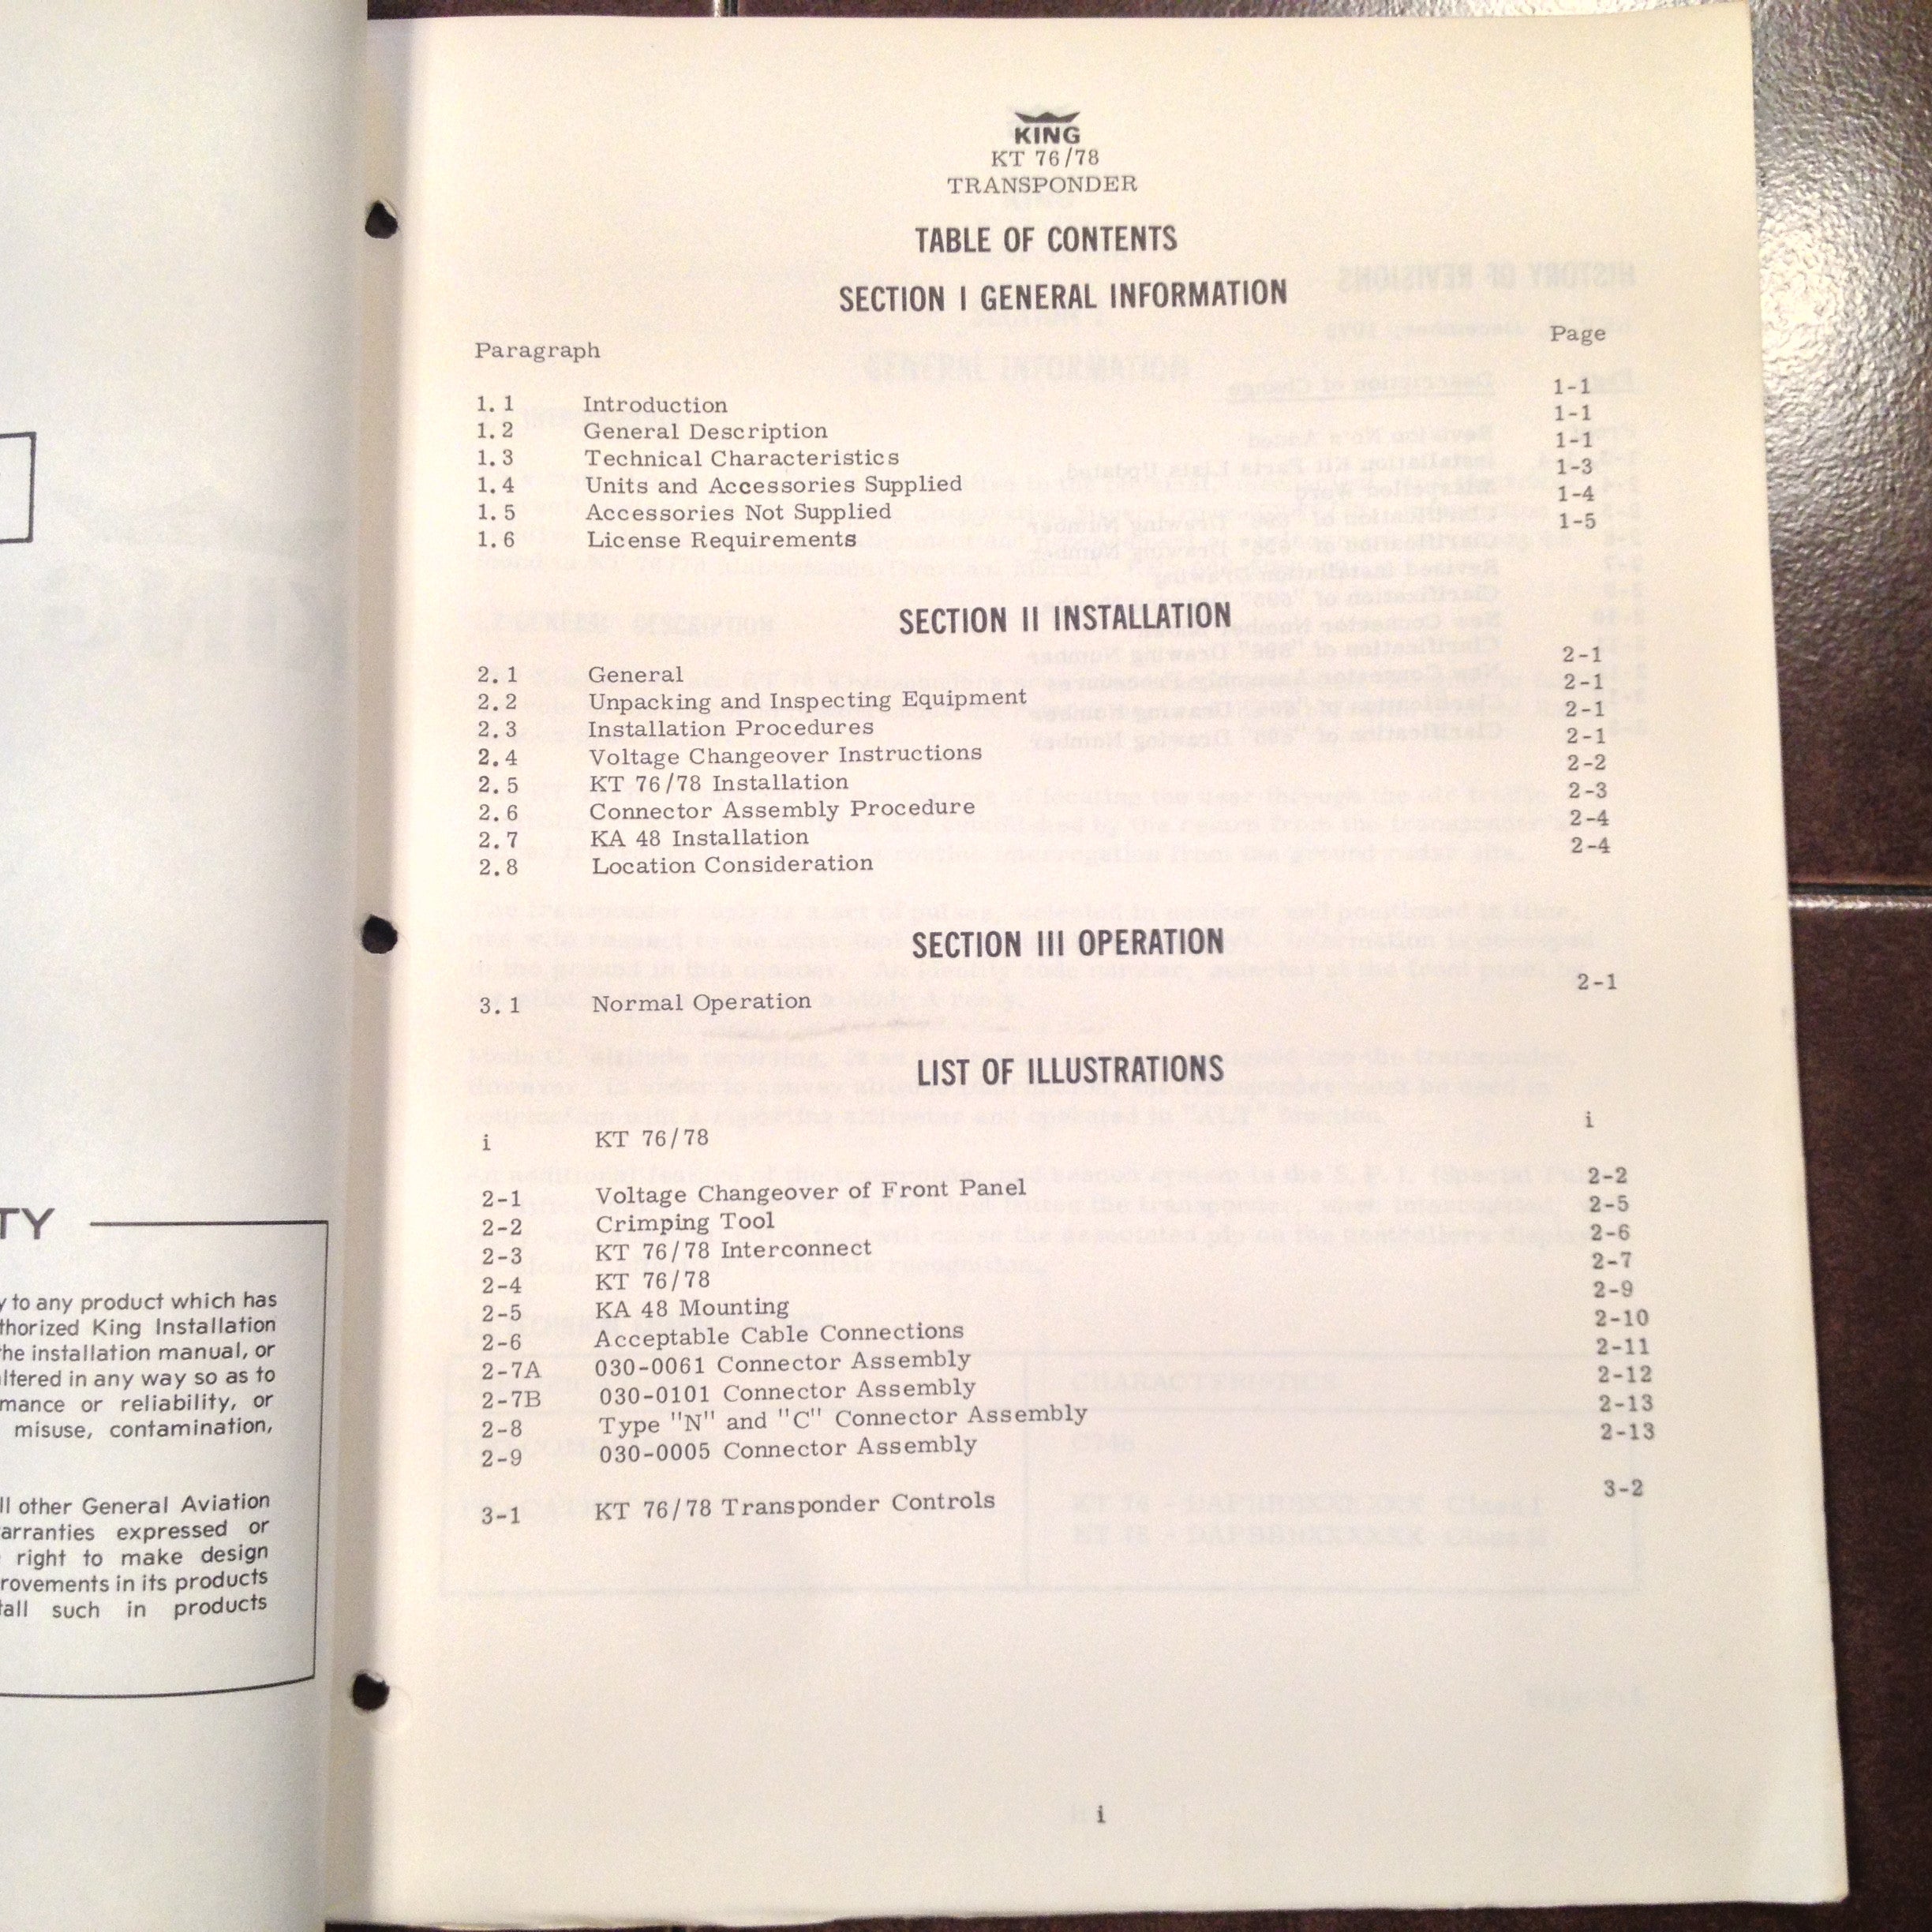 TY
y to any product which has
thorized King Installation
the installation manual, or
ltered in any way so as to
mance or reliability, or
misuse, contamination,
ll other General Aviation
arranties expressed or
right to make design
rovements in its products
tall such in products
KING
KT 76/78
TRANSPONDER
TABLE OF CONTENTS
SECTION I GENERAL INFORMATION
Paragraph Page
1.1 Introduction 1-1
1.2 General Description 1-1
1.3 Technical Characteristics 1-1
1.4 Units and Accessories Supplied 1-3
1.5 Accessories Not Supplied 1-4
1.6 License Requirements 1-5
SECTION II INSTALLATION
2.1 General 2-1
2.2 Unpacking and Inspecting Equipment 2-1
2.3 Installation Procedures 2-1
2.4 Voltage Changeover Instructions 2-1
2.5 KT 76/78 Installation 2-2
2.6 Connector Assembly Procedure 2-3
2.7 KA 48 Installation 2-4
2.8 Location Consideration 2-4
SECTION III OPERATION
3.1 Normal Operation 2-1
LIST OF ILLUSTRATIONS
i KT 76/78 i
2-1 Voltage Changeover of Front Panel 2-2
2-2 Crimping Tool 2-5
2-3 KT 76/78 Interconnect 2-6
2-4 KT 76/78 2-7
2-5 KA 48 Mounting 2-9
2-6 Acceptable Cable Connections 2-10
2-7A 030-0061 Connector Assembly 2-11
2-7B 030-0101 Connector Assembly 2-12
2-8 Type "N" and "C" Connector Assembly 2-13
2-9 030-0005 Connector Assembly 2-13
3-1 KT 76/78 Transponder Controls 3-2
i